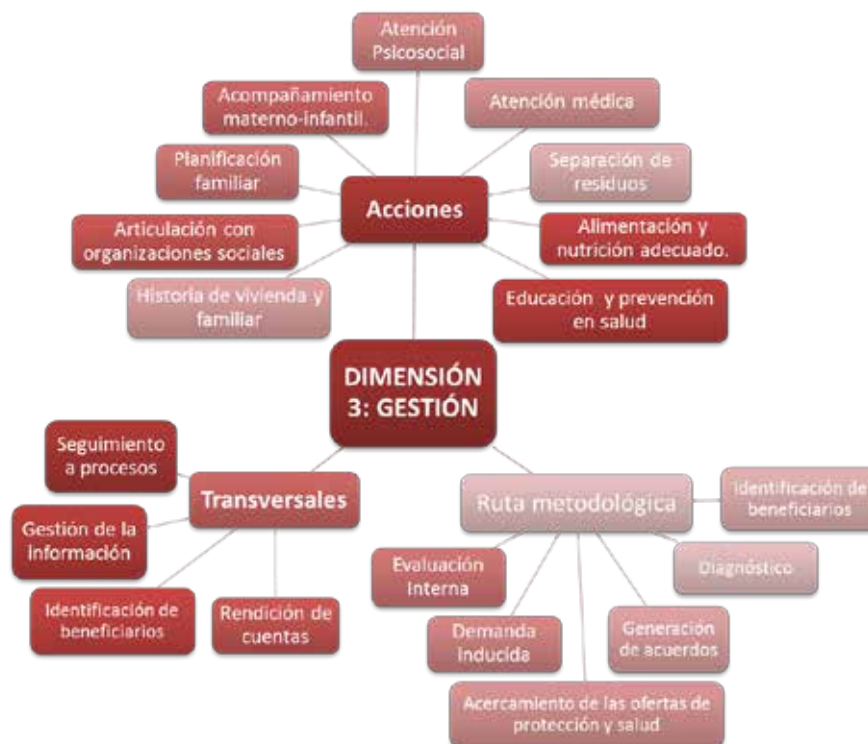 Atención
Psicosocial
Acompañamiento
materno-infantil.
Atención médica
Planificación
familiar
Separación de
residuos
Acciones
Articulación con
organizaciones sociales
Alimentación y
nutrición adecuado.
Historia de vivienda y
familiar
Educación y prevención
en salud
DIMENSIÓN
3: GESTIÓN
Seguimiento
a procesos
Transversales
Ruta metodológica
Identificación de
beneficiarios
Gestión de la
información
Evaluación
Interna
Diagnóstico
Identificación de
beneficiarios
Rendición de
cuentas
Demanda
inducida
Generación
de acuerdos
Acercamiento de las ofertas de
protección y salud